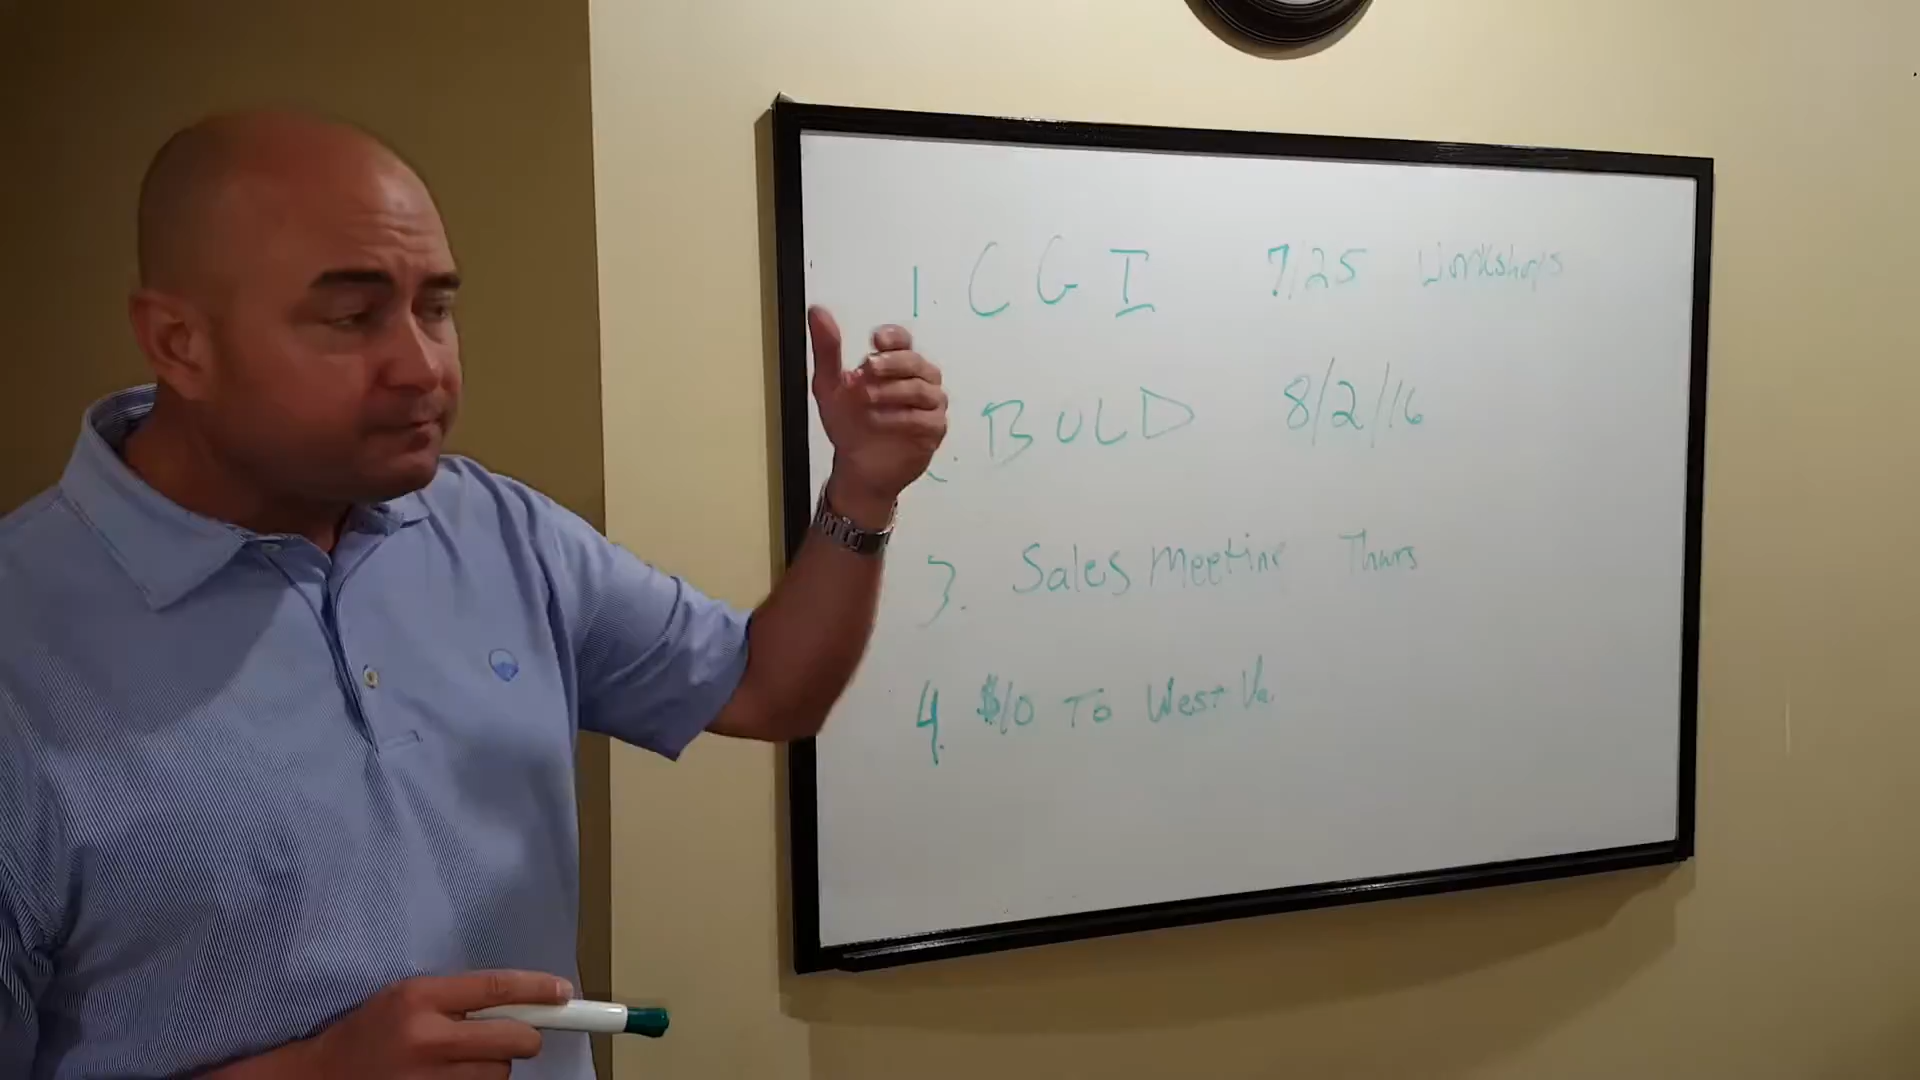 1. CGI 7/25 Workshops
2. BOLD 8/2/16
3. Sales Meeting Thurs
4. $10 To West Va.